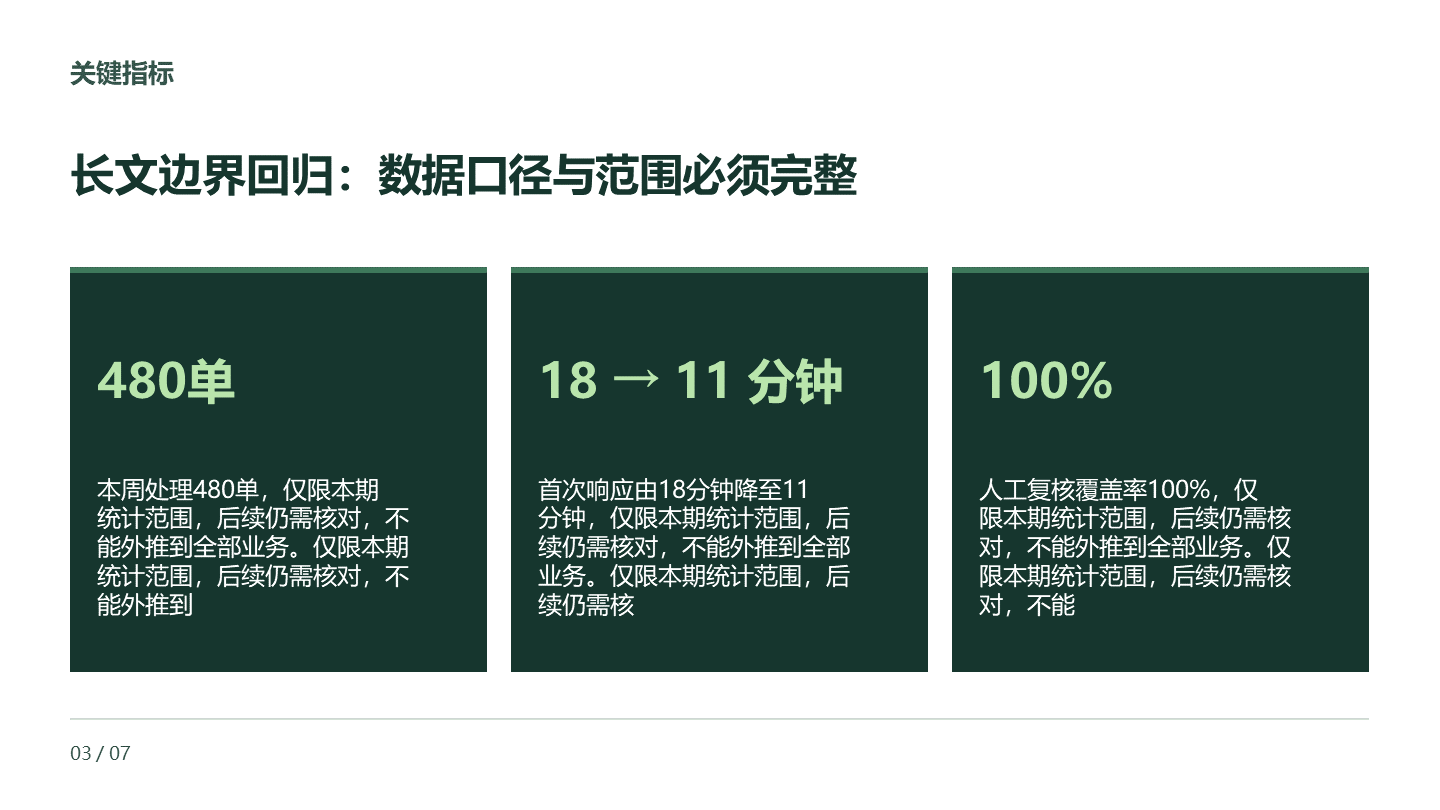 关键指标
长文边界回归：数据口径与范围必须完整
480单
本周处理480单，仅限本期
统计范围，后续仍需核对，不
能外推到全部业务。仅限本期
统计范围，后续仍需核对，不
能外推到
18 → 11 分钟
首次响应由18分钟降至11
分钟，仅限本期统计范围，后
续仍需核对，不能外推到全部
业务。仅限本期统计范围，后
续仍需核
100%
人工复核覆盖率100%，仅
限本期统计范围，后续仍需核
对，不能外推到全部业务。仅
限本期统计范围，后续仍需核
对，不能
03 / 07